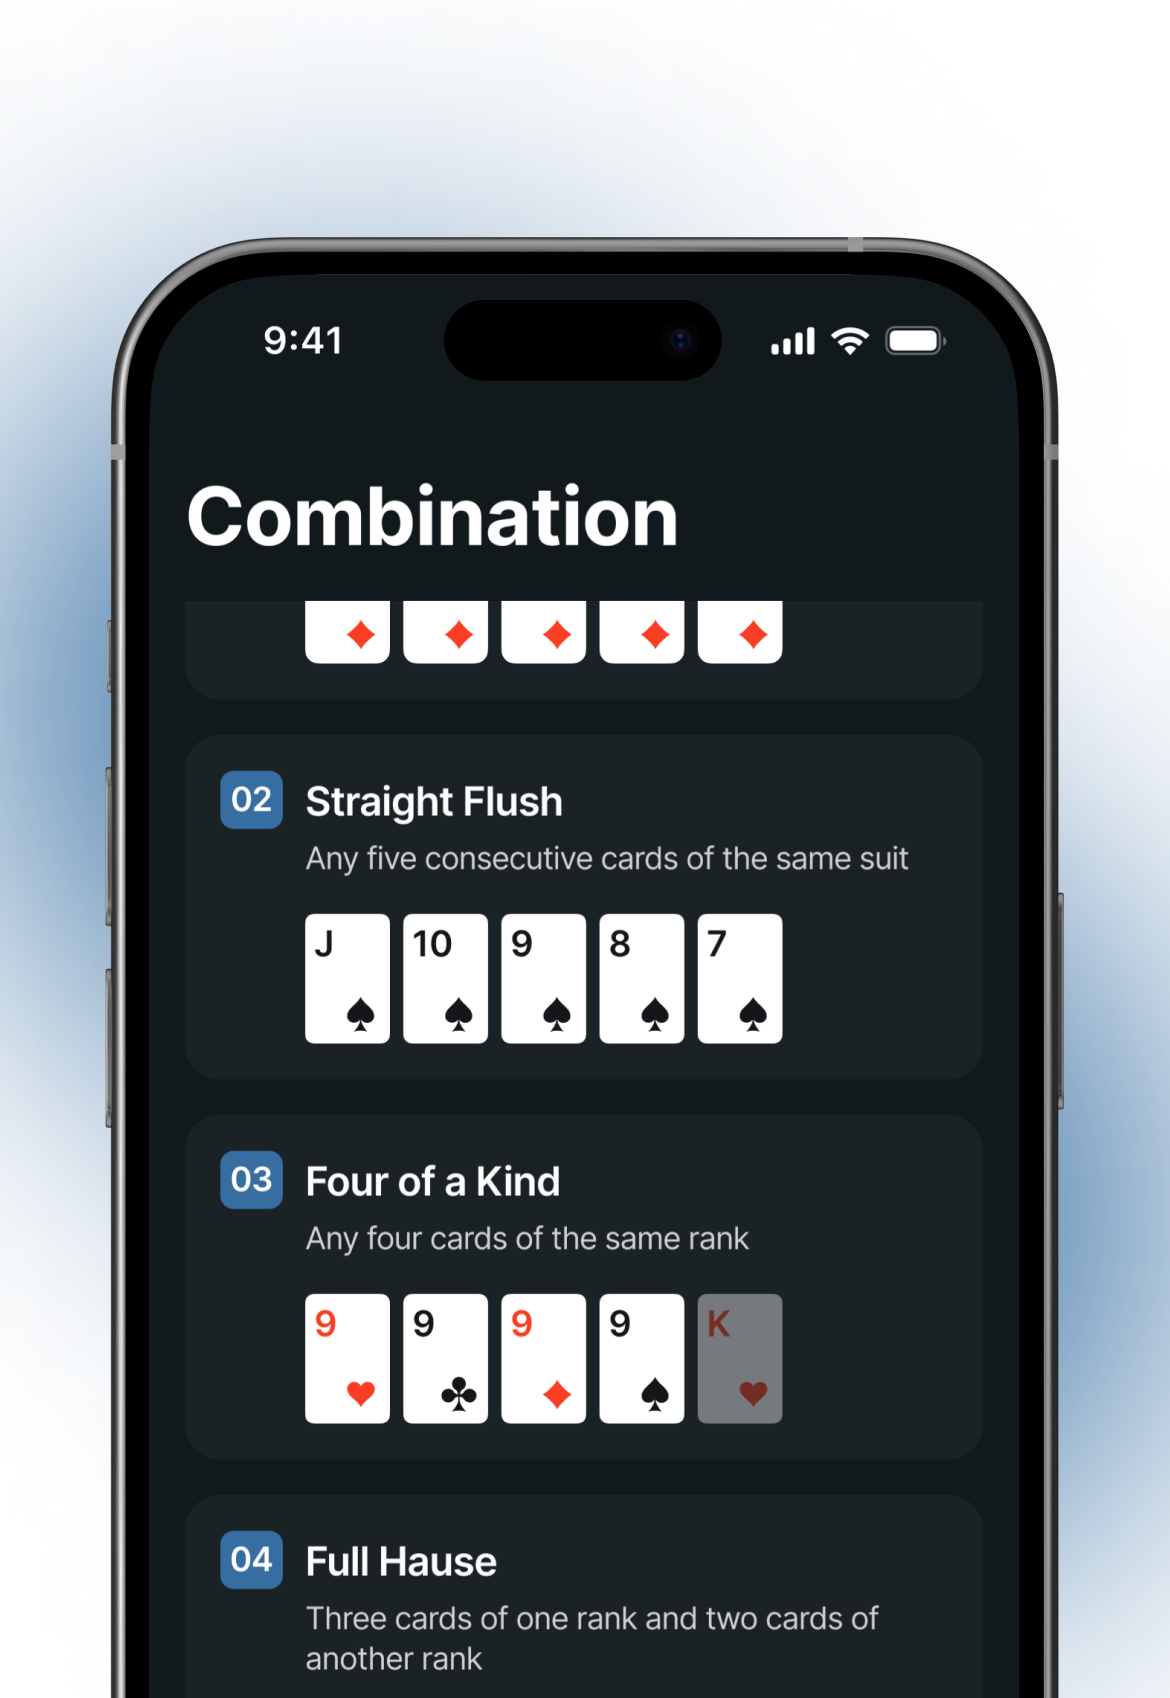 9:41
Combination
02 Straight Flush
Any five consecutive cards of the same suit
J 10 9 8 7
03 Four of a Kind
Any four cards of the same rank
9 9 9 9 K
04 Full Hause
Three cards of one rank and two cards of
another rank